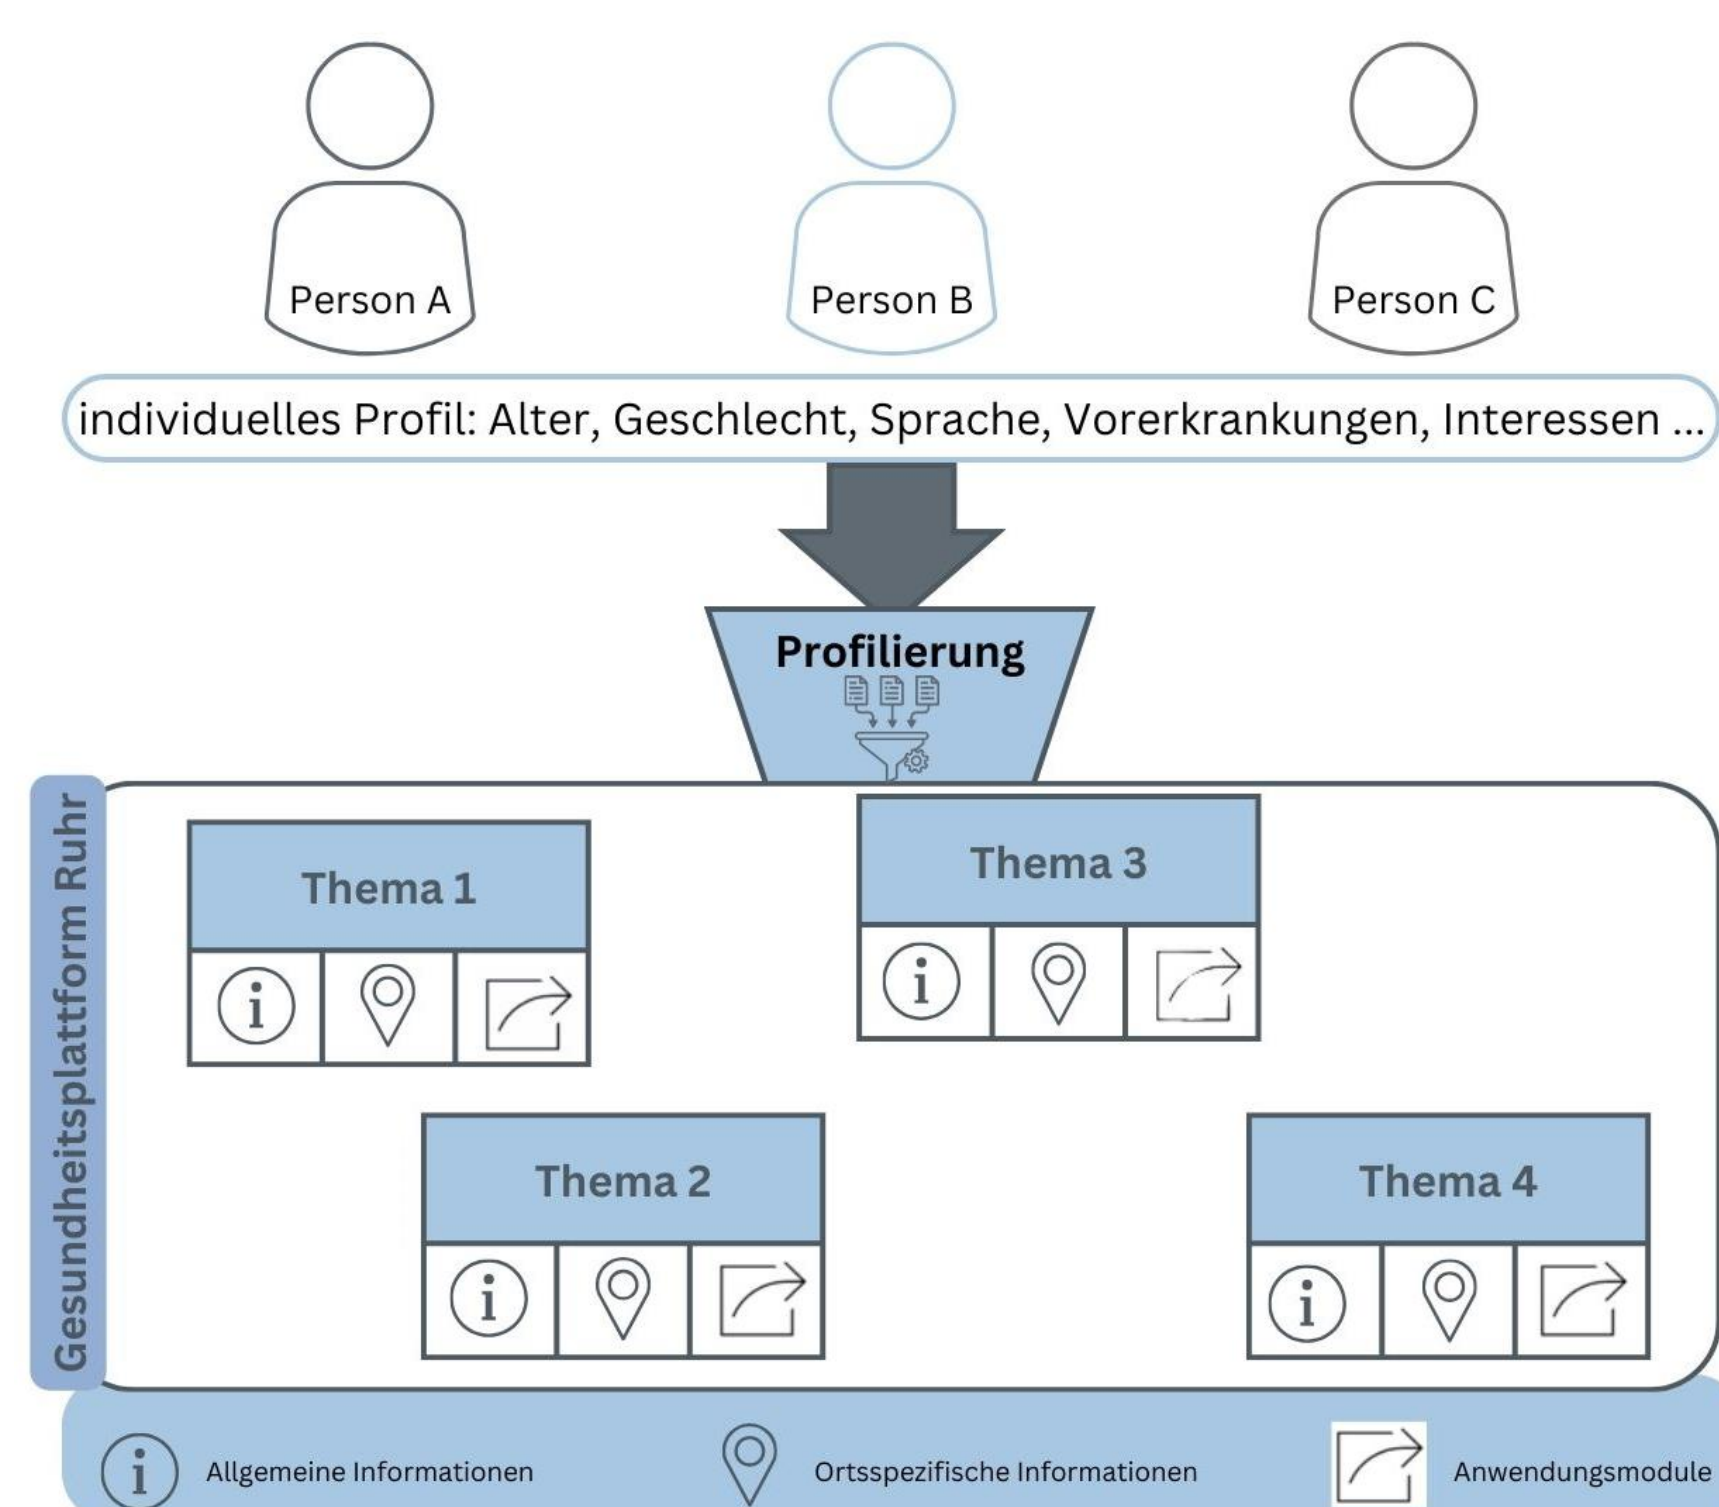 Person A
Person B
Person C
individuelles Profil: Alter, Geschlecht, Sprache, Vorerkrankungen, Interessen ...
Profilierung
Gesundheitsplattform Ruhr
Thema 1
Thema 3
Thema 2
Thema 4
Allgemeine Informationen
Ortsspezifische Informationen
Anwendungsmodule